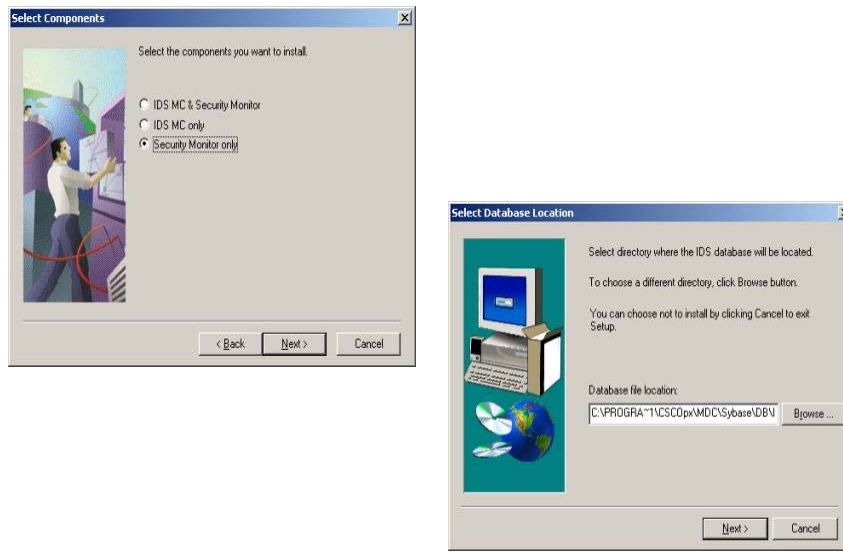 Select Components
Select the components you want to install.
IDS MC & Security Monitor
IDS MC only
Security Monitor only
< Back
Next >
Cancel
Select Database Location
Select directory where the IDS database will be located.
To choose a different directory, click Browse button.
You can choose not to install by clicking Cancel to exit
Setup.
Database file location:
C:\PROGRA~1\CSCOpx\MDC\Sybase\DB\
Browse ...
Next >
Cancel